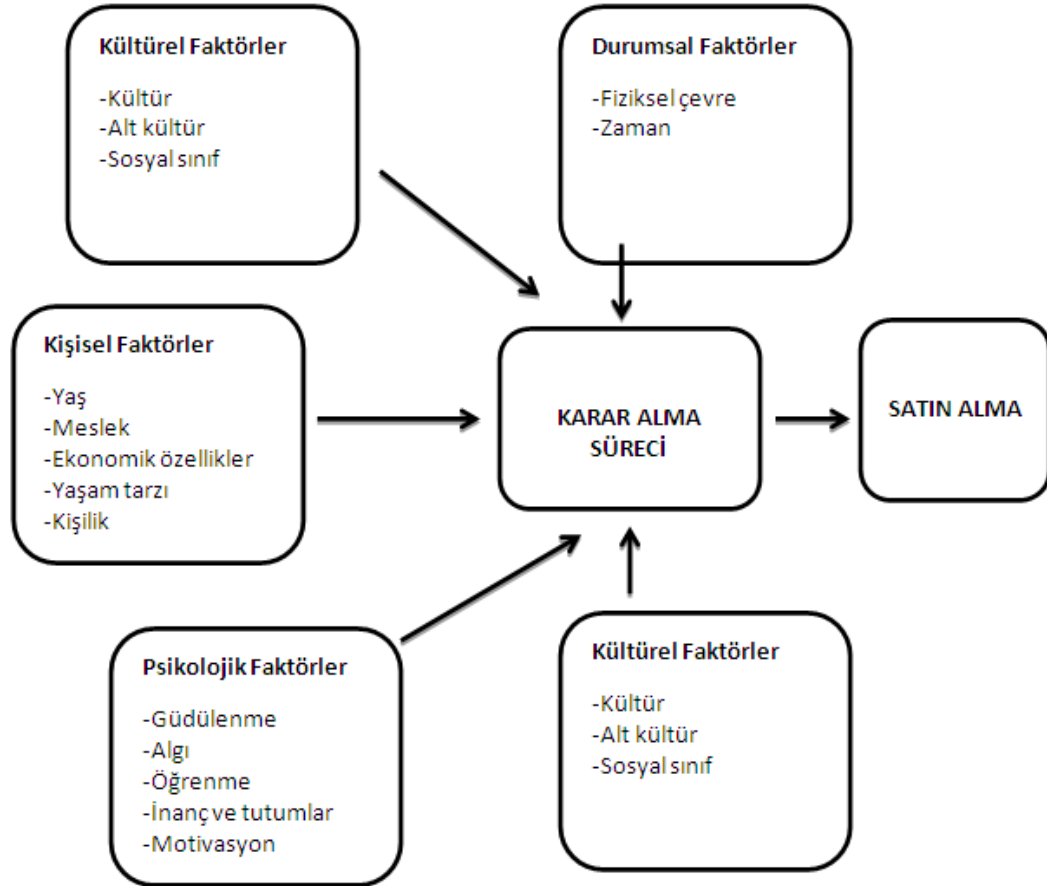 Kültürel Faktörler
-Kültür
-Alt kültür
-Sosyal sınıf
Durumsal Faktörler
-Fiziksel çevre
-Zaman
Kişisel Faktörler
-Yaş
-Meslek
-Ekonomik özellikler
-Yaşam tarzı
-Kişilik
KARAR ALMA
SÜRECİ
SATIN ALMA
Psikolojik Faktörler
-Güdülenme
-Algı
-Öğrenme
-İnanç ve tutumlar
-Motivasyon
Kültürel Faktörler
-Kültür
-Alt kültür
-Sosyal sınıf